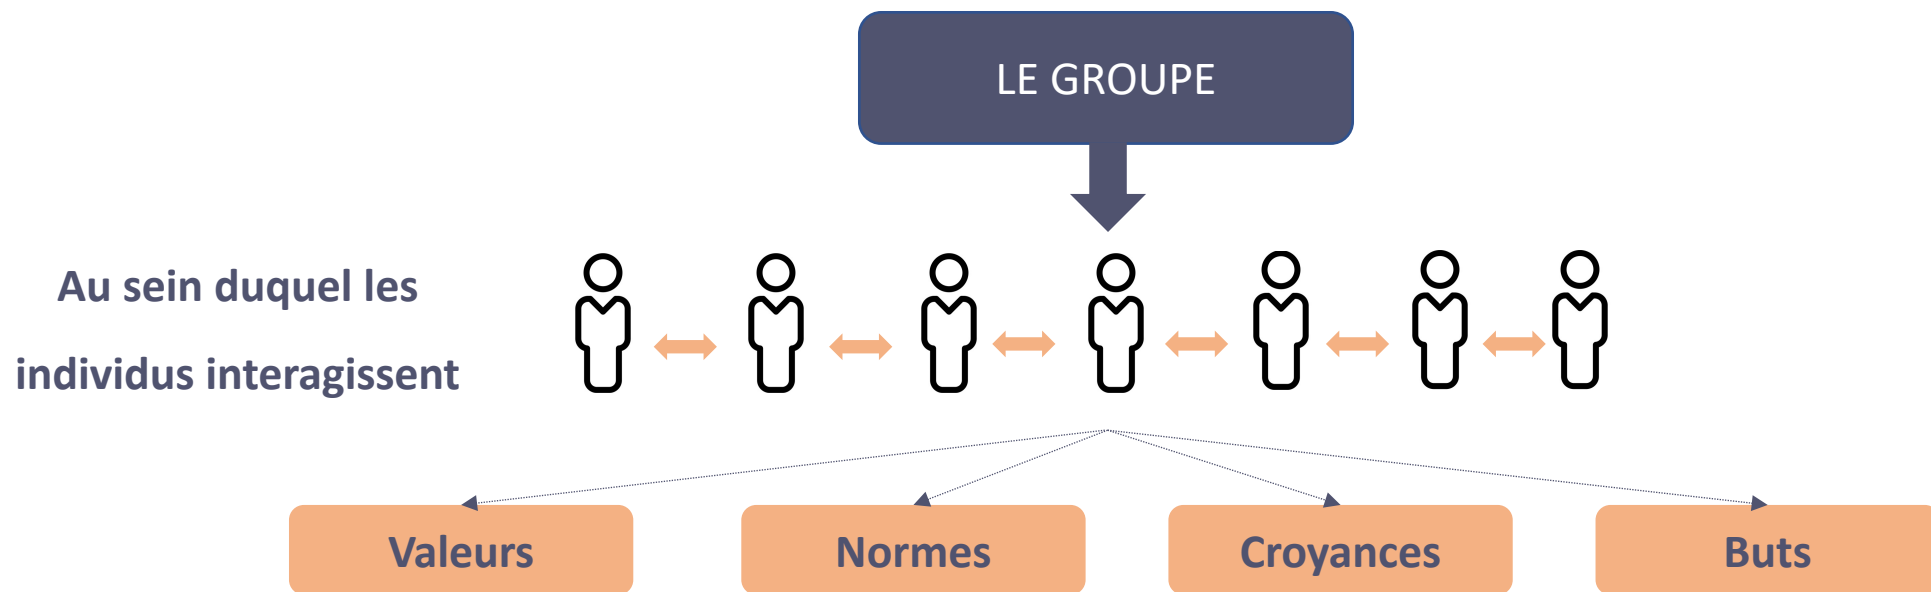 LE GROUPE
Au sein duquel les
individus interagissent
Valeurs
Normes
Croyances
Buts